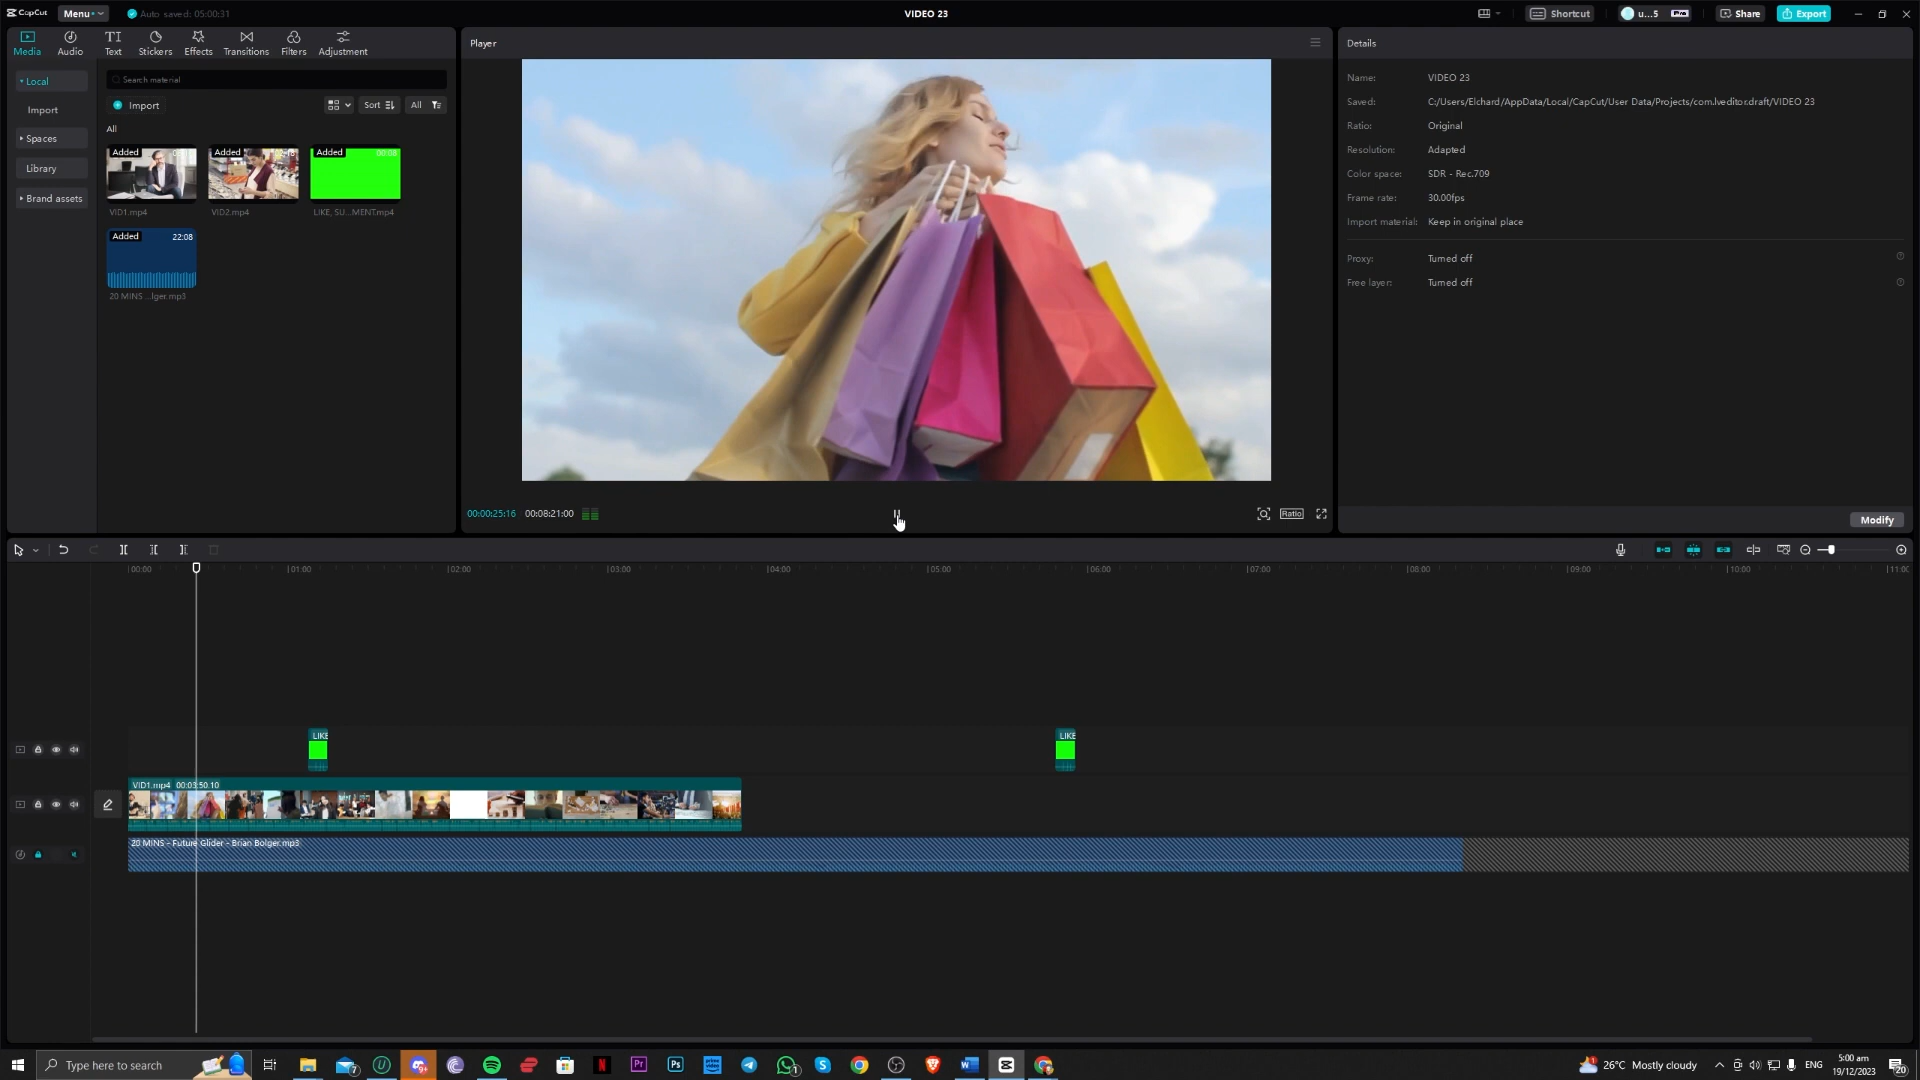 CapCut
Menu
Auto saved: 05:00:31
VIDEO 23
Shortcut
u...5
Pro
Share
Export
Media
Audio
TI
Text
Stickers
Effects
Transitions
Filters
Adjustment
Player
Details
Local
Import
Spaces
Library
Brand assets
Search material
Import
Sort
All
All
Added
VID1.mp4
Added
VID2.mp4
Added
LIKE, SU...MENT.mp4
Added
22:08
20 MINS ...lger.mp3
Name: VIDEO 23
Saved: C:/Users/Elchard/AppData/Local/CapCut/User Data/Projects/com.lveditor.draft/VIDEO 23
Ratio: Original
Resolution: Adapted
Color space: SDR - Rec.709
Frame rate: 30.00fps
Import material: Keep in original place
Proxy: Turned off
Free layer: Turned off
Modify
00:00:25:16 00:08:21:00
Ratio
00:00 01:00 02:00 03:00 04:00 05:00 06:00 07:00 08:00 09:00 10:00 11:00
LIKE
LIKE
VID1.mp4 00:03:50:10
20 MINS - Future Glider - Brian Bolger.mp3
Type here to search
26°C Mostly cloudy
ENG
5:00 am
19/12/2023
20